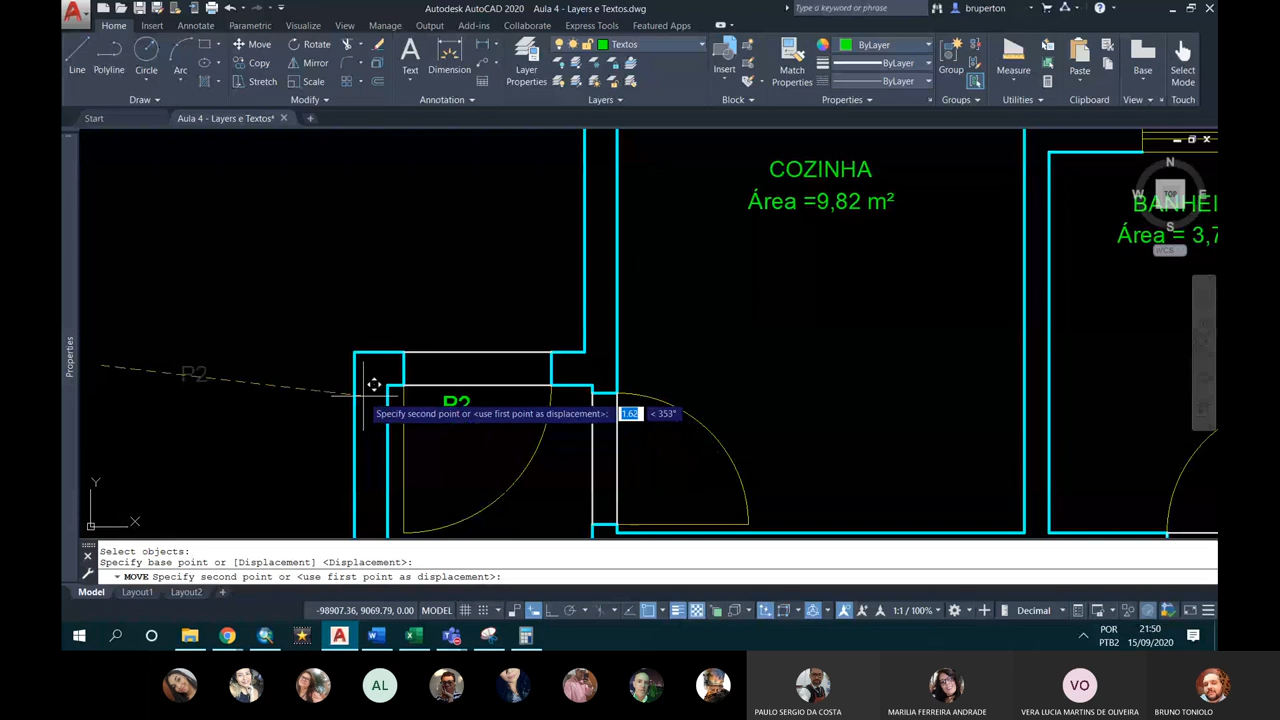 Autodesk AutoCAD 2020 Aula 4 - Layers e Textos.dwg
Type a keyword or phrase
bruperton
Home Insert Annotate Parametric View Manage Output Add-ins Collaborate Express Tools Featured Apps
Line Polyline Circle Arc
Move Rotate
Copy Mirror
Stretch Scale
Text Dimension
Layer Properties
Textos
Insert
Match Properties
ByLayer
ByLayer
ByLayer
Group
Measure
Paste
Base
Select Mode
Draw Modify Annotation Layers Block Properties Groups Utilities Clipboard View Touch
Start Aula 4 - Layers e Textos*
COZINHA
Área =9,82 m²
N
W TOP E
S
WCS
BANHEI
Área = 3,7
Properties
P2
P2
Specify second point or <use first point as displacement>: 1.62 < 353°
Y
X
Select objects:
Specify base point or [Displacement] <Displacement>:
MOVE Specify second point or <use first point as displacement>:
Model Layout1 Layout2
-98907.36, 9069.79, 0.00 MODEL 1:1 / 100% Decimal
POR
PTB2
21:50
15/09/2020
AL
VO
PAULO SERGIO DA COSTA
MARILIA FERREIRA ANDRADE
VERA LUCIA MARTINS DE OLIVEIRA
BRUNO TONIOLO